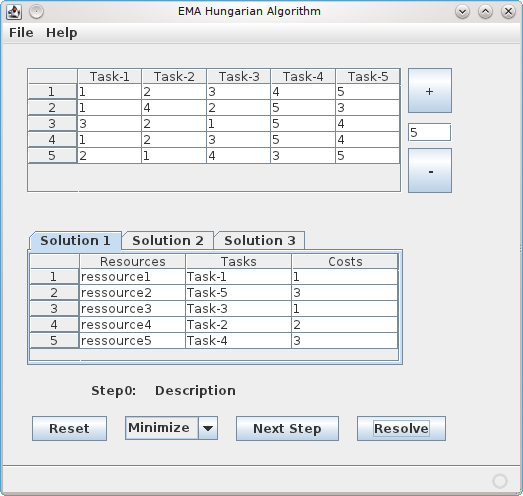 EMA Hungarian Algorithm
File Help
Task-1 Task-2 Task-3 Task-4 Task-5
1 1 2 3 4 5
2 1 4 2 5 3
3 3 2 1 5 4
4 1 2 3 5 4
5 2 1 4 3 5
+
5
-
Solution 1 Solution 2 Solution 3
Resources Tasks Costs
1 ressource1 Task-1 1
2 ressource2 Task-5 3
3 ressource3 Task-3 1
4 ressource4 Task-2 2
5 ressource5 Task-4 3
Step0: Description
Reset Minimize Next Step Resolve